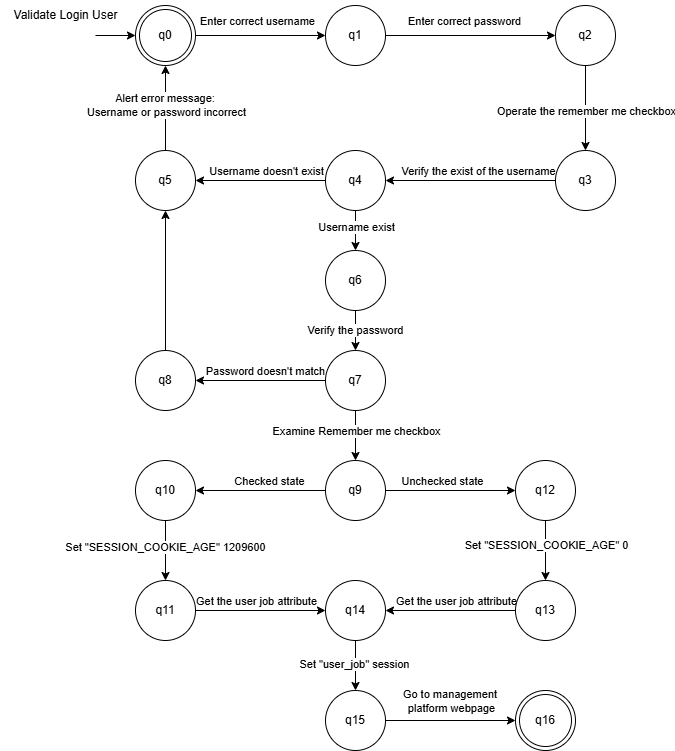 Validate Login User
q0
Enter correct username
q1
Enter correct password
q2
Alert error message:
Username or password incorrect
Operate the remember me checkbox
q5
Username doesn't exist
q4
Verify the exist of the username
q3
Username exist
q6
Verify the password
q8
Password doesn't match
q7
Examine Remember me checkbox
q10
Checked state
q9
Unchecked state
q12
Set "SESSION_COOKIE_AGE" 1209600
Set "SESSION_COOKIE_AGE" 0
q11
Get the user job attribute
q14
Get the user job attribute
q13
Set "user_job" session
q15
Go to management
platform webpage
q16